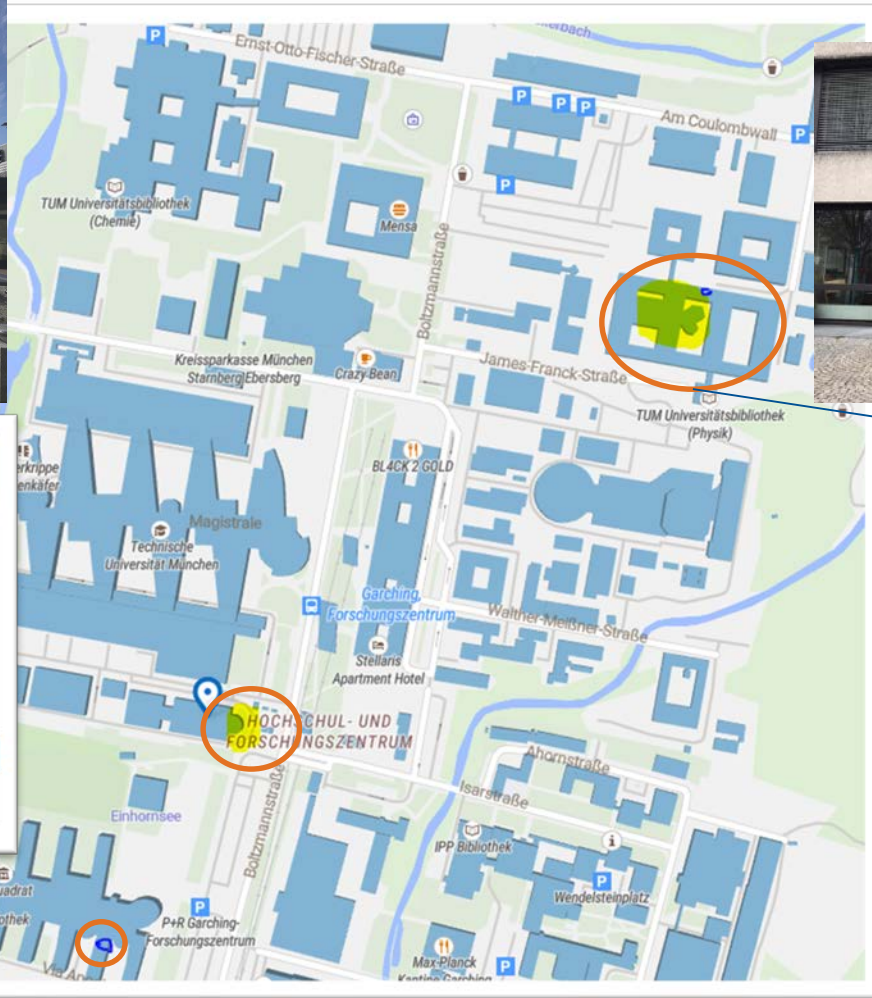 P
Ernst-Otto-Fischer-Straße
P
P
P
Am Coulombwall
P
P
TUM Universitätsbibliothek
(Chemie)
Mensa
Boltzmannstraße
Kreissparkasse München
Starnberg Ebersberg
Crazy Bean
James-Franck-Straße
TUM Universitätsbibliothek
(Physik)
BL4CK 2 GOLD
Magistrale
Technische
Universität München
Garching,
Forschungszentrum
Walther-Meißner-Straße
Stellaris
Apartment Hotel
HOCHSCHUL- UND
FORSCHUNGSZENTRUM
Ahornstraße
Isarstraße
Einhornsee
Boltzmannstraße
IPP Bibliothek
i
P
Wendelsteinplatz
P
P+R Garching-
Forschungszentrum
Max-Planck
Kantine Garching
P